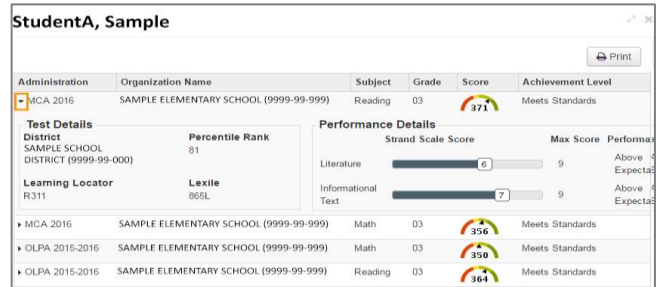 StudentA, Sample
Print
Administration Organization Name Subject Grade Score Achievement Level
MCA 2016 SAMPLE ELEMENTARY SCHOOL (9999-99-999) Reading 03 371 Meets Standards
Test Details Performance Details
District Percentile Rank Strand Scale Score Max Score Performa
SAMPLE SCHOOL 81
DISTRICT (9999-99-000)
Literature 6 9 Above
Expecta
Learning Locator Lexile
R311 865L
Informational Text 7 9 Above
Expecta
MCA 2016 SAMPLE ELEMENTARY SCHOOL (9999-99-999) Math 03 356 Meets Standards
OLPA 2015-2016 SAMPLE ELEMENTARY SCHOOL (9999-99-999) Math 03 350 Meets Standards
OLPA 2015-2016 SAMPLE ELEMENTARY SCHOOL (9999-99-999) Reading 03 364 Meets Standards